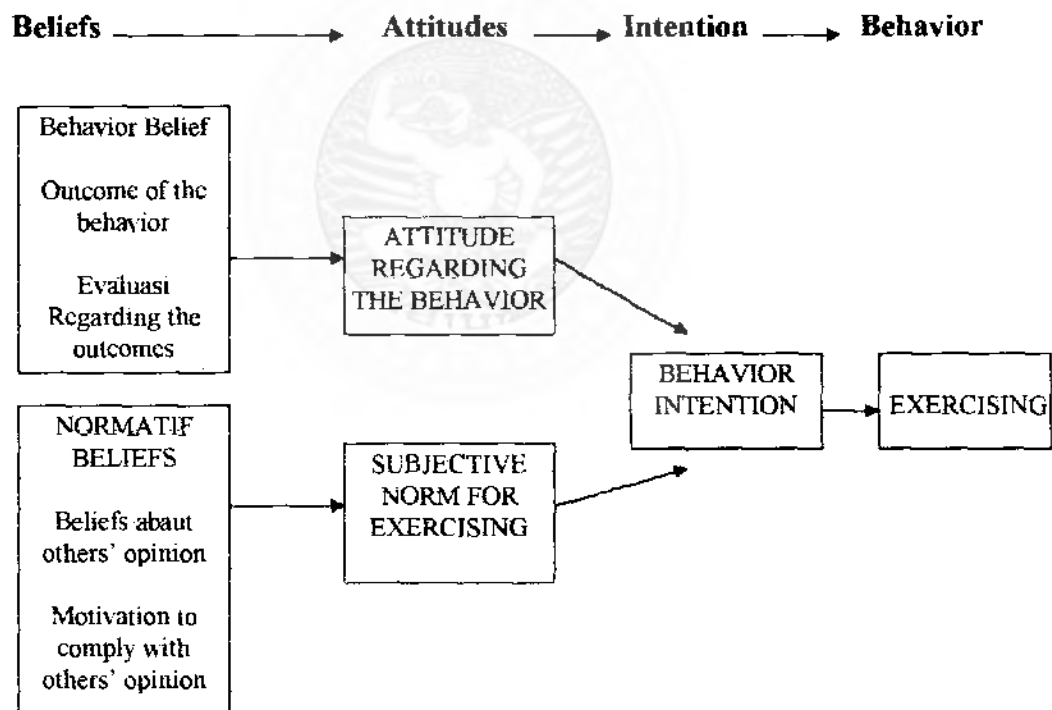 Beliefs Attitudes Intention Behavior
Behavior Belief
Outcome of the
behavior
Evaluasi
Regarding the
outcomes
ATTITUDE
REGARDING
THE BEHAVIOR
BEHAVIOR
INTENTION
EXERCISING
NORMATIF
BELIEFS
Beliefs abaut
others' opinion
Motivation to
comply with
others' opinion
SUBJECTIVE
NORM FOR
EXERCISING